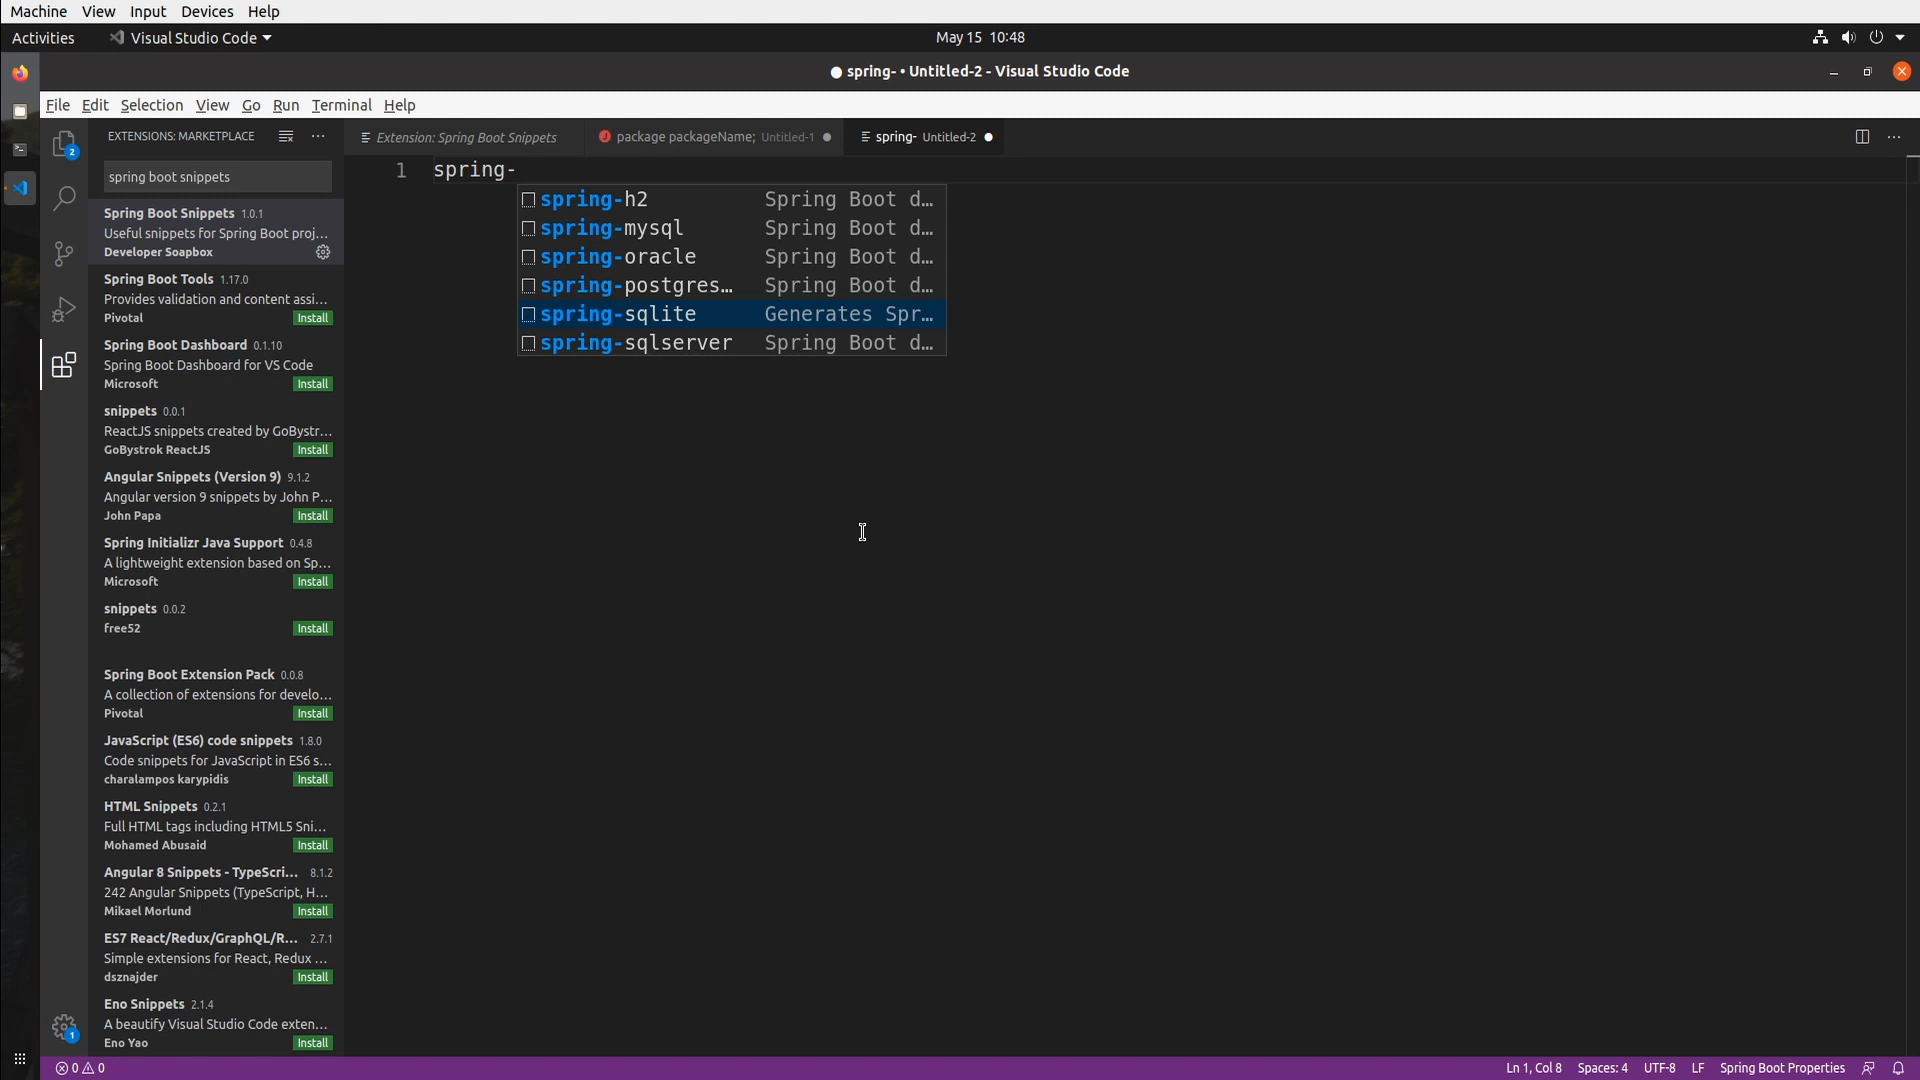 Machine View Input Devices Help
Activities Visual Studio Code May 15 10:48
● spring- • Untitled-2 - Visual Studio Code
File Edit Selection View Go Run Terminal Help
EXTENSIONS: MARKETPLACE
Extension: Spring Boot Snippets package packageName; Untitled-1 spring- Untitled-2
2
spring boot snippets
1 spring-
spring-h2 Spring Boot d…
spring-mysql Spring Boot d…
spring-oracle Spring Boot d…
spring-postgres… Spring Boot d…
spring-sqlite Generates Spr…
spring-sqlserver Spring Boot d…
Spring Boot Snippets 1.0.1
Useful snippets for Spring Boot proj…
Developer Soapbox
Spring Boot Tools 1.17.0
Provides validation and content assi…
Pivotal Install
Spring Boot Dashboard 0.1.10
Spring Boot Dashboard for VS Code
Microsoft Install
snippets 0.0.1
ReactJS snippets created by GoBystr…
GoBystrok ReactJS Install
Angular Snippets (Version 9) 9.1.2
Angular version 9 snippets by John P…
John Papa Install
Spring Initializr Java Support 0.4.8
A lightweight extension based on Sp…
Microsoft Install
snippets 0.0.2
free52 Install
Spring Boot Extension Pack 0.0.8
A collection of extensions for develo…
Pivotal Install
JavaScript (ES6) code snippets 1.8.0
Code snippets for JavaScript in ES6 s…
charalampos karypidis Install
HTML Snippets 0.2.1
Full HTML tags including HTML5 Sni…
Mohamed Abusaid Install
Angular 8 Snippets - TypeScri… 8.1.2
242 Angular Snippets (TypeScript, H…
Mikael Morlund Install
ES7 React/Redux/GraphQL/R… 2.7.1
Simple extensions for React, Redux …
dsznajder Install
Eno Snippets 2.1.4
A beautify Visual Studio Code exten…
Eno Yao Install
1
0 0 Ln 1, Col 8 Spaces: 4 UTF-8 LF Spring Boot Properties